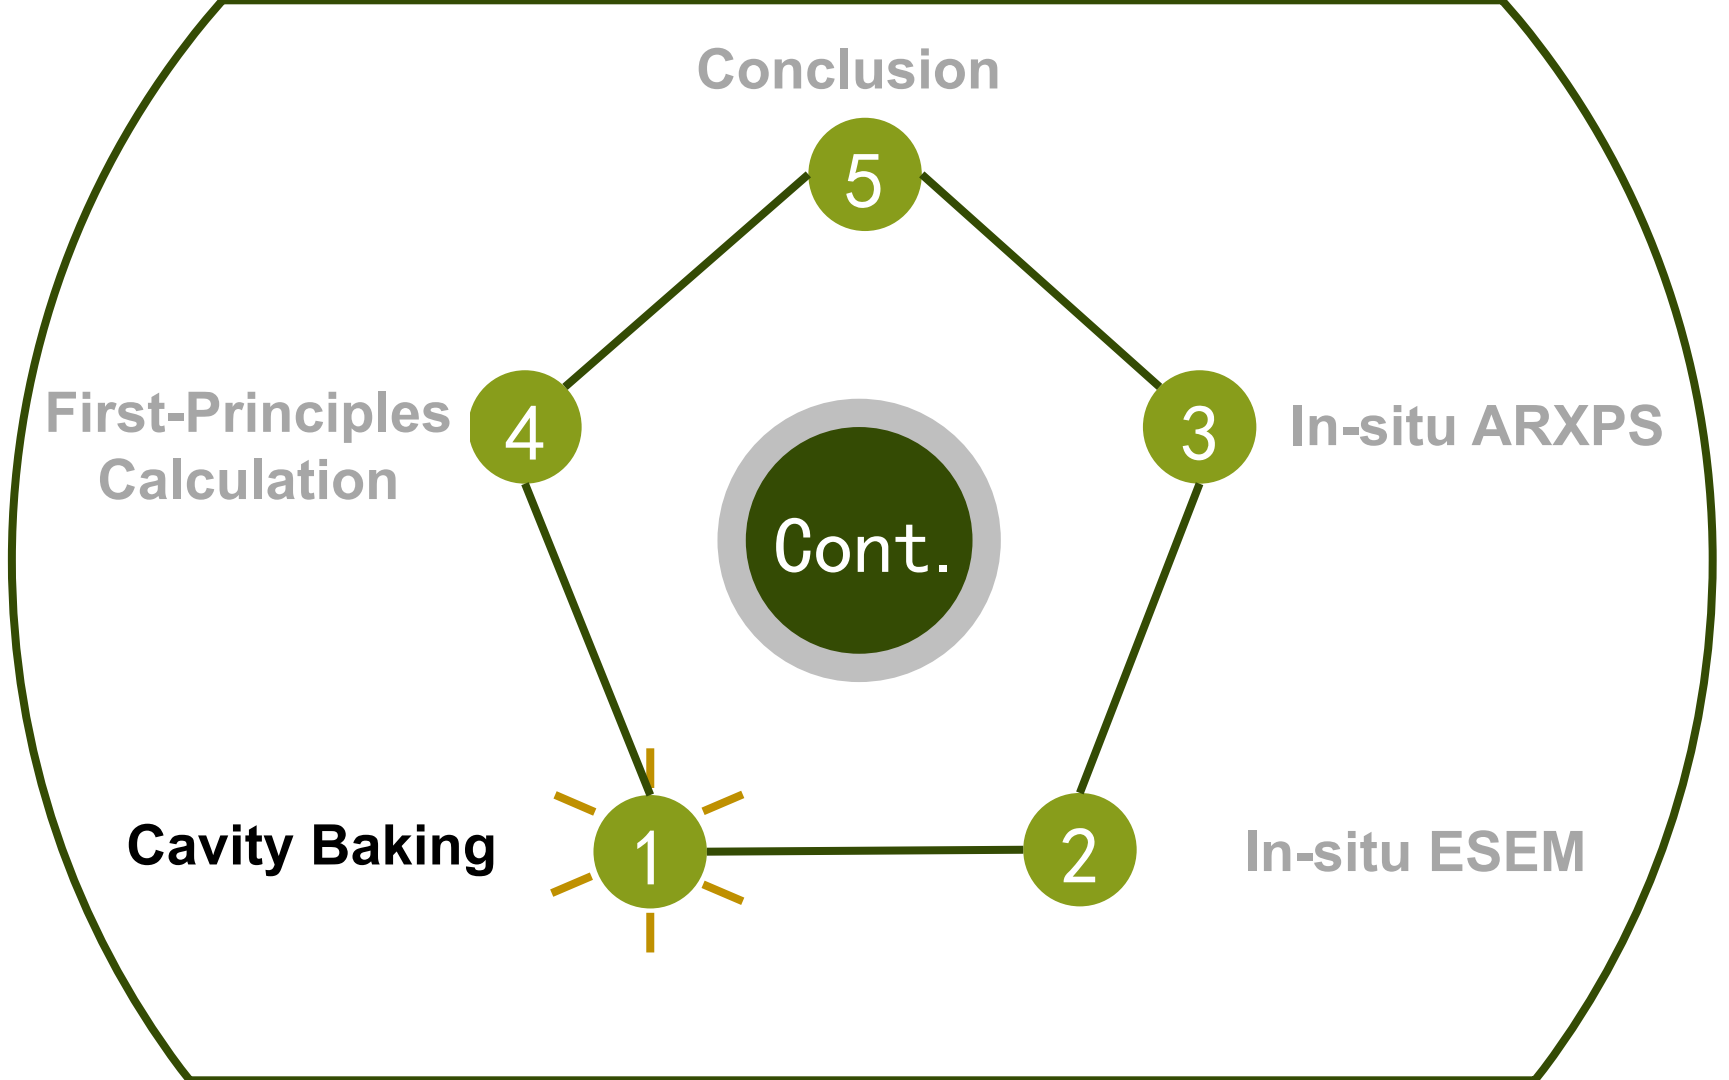 Conclusion
5
First-Principles
Calculation
4
3
In-situ ARXPS
Cont.
Cavity Baking
1
2
In-situ ESEM